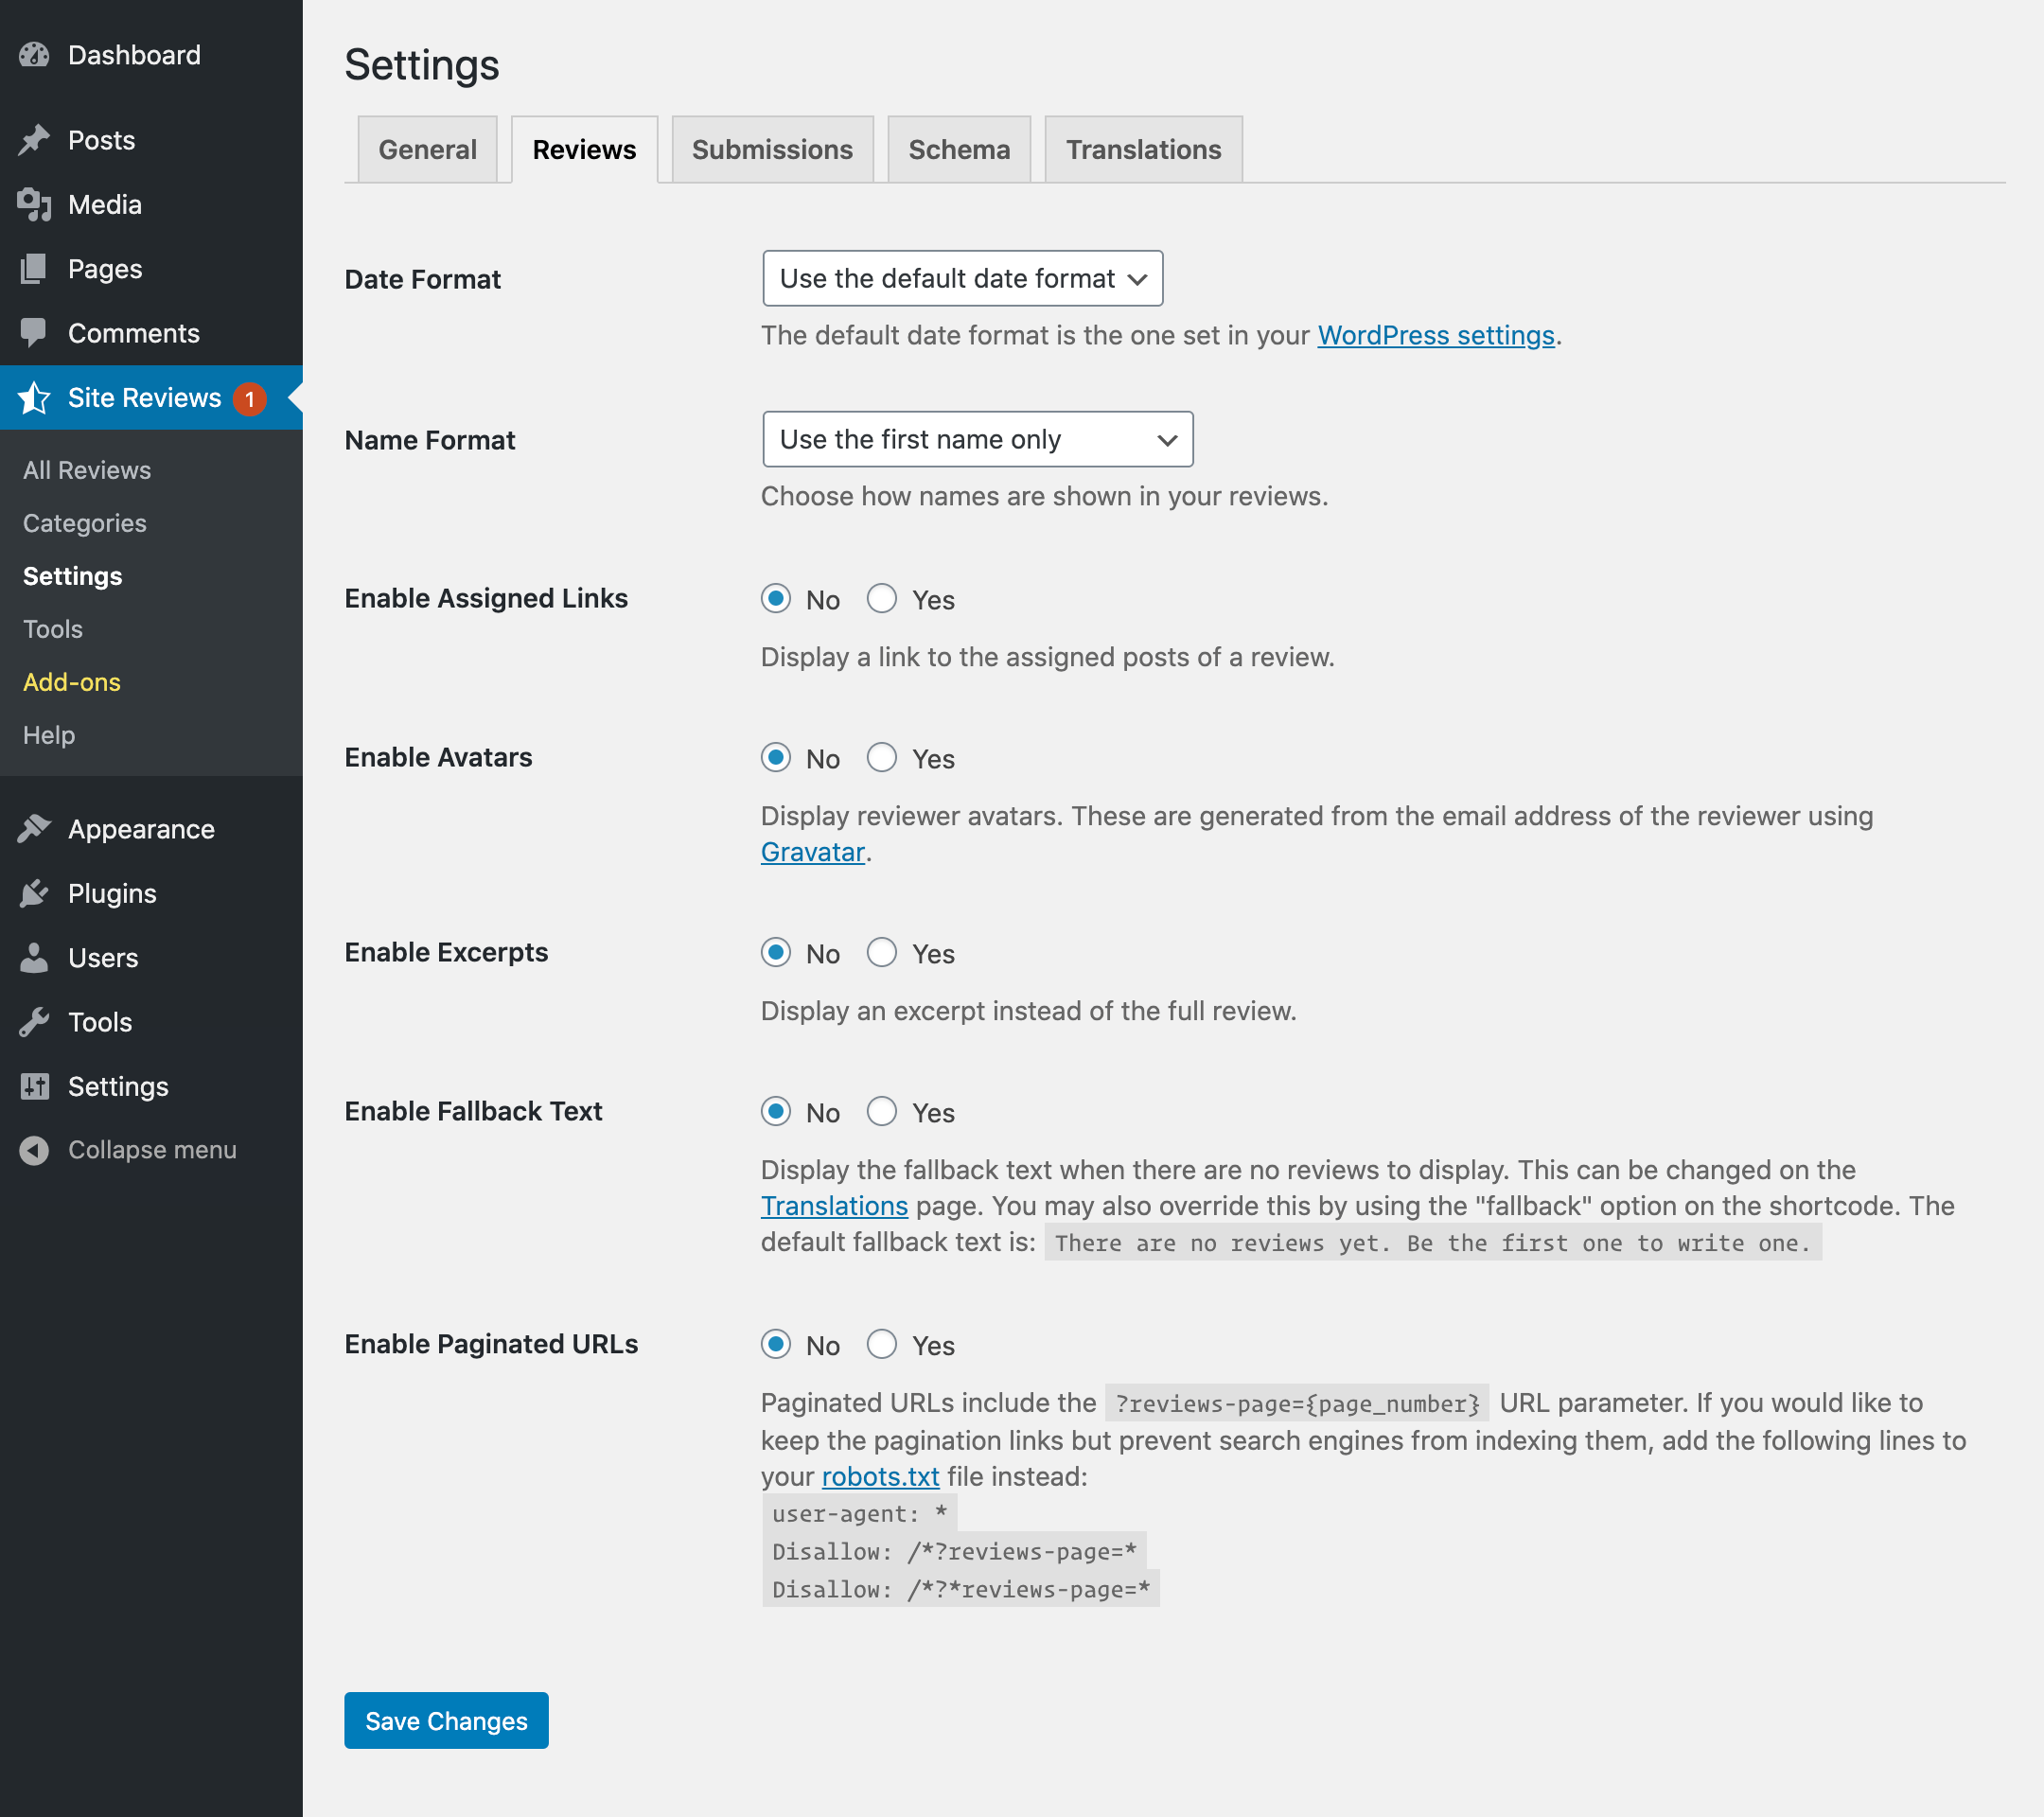 Dashboard
Posts
Media
Pages
Comments
Site Reviews 1
All Reviews
Categories
Settings
Tools
Add-ons
Help
Appearance
Plugins
Users
Tools
Settings
Collapse menu
Settings
General Reviews Submissions Schema Translations
Date Format
Use the default date format
The default date format is the one set in your WordPress settings.
Name Format
Use the first name only
Choose how names are shown in your reviews.
Enable Assigned Links
No Yes
Display a link to the assigned posts of a review.
Enable Avatars
No Yes
Display reviewer avatars. These are generated from the email address of the reviewer using
Gravatar.
Enable Excerpts
No Yes
Display an excerpt instead of the full review.
Enable Fallback Text
No Yes
Display the fallback text when there are no reviews to display. This can be changed on the
Translations page. You may also override this by using the "fallback" option on the shortcode. The
default fallback text is: There are no reviews yet. Be the first one to write one.
Enable Paginated URLs
No Yes
Paginated URLs include the ?reviews-page={page_number} URL parameter. If you would like to
keep the pagination links but prevent search engines from indexing them, add the following lines to
your robots.txt file instead:
user-agent: *
Disallow: /*?reviews-page=*
Disallow: /*?*reviews-page=*
Save Changes